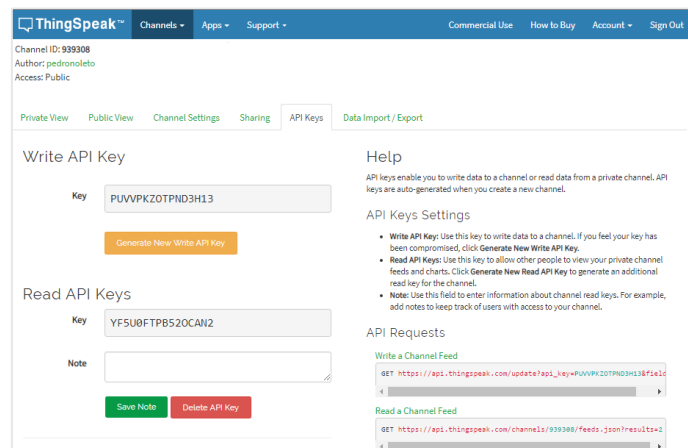 ThingSpeak™ Channels Apps Support Commercial Use How to Buy Account Sign Out
Channel ID: 939308
Author: pedronoleto
Access: Public
Private View Public View Channel Settings Sharing API Keys Data Import / Export
Write API Key
Key PUVVPKZOTPND3H13
Generate New Write API Key
Read API Keys
Key YF5U0FTPB52OCAN2
Note
Save Note Delete API Key
Help
API keys enable you to write data to a channel or read data from a private channel. API
keys are auto-generated when you create a new channel.
API Keys Settings
• Write API Key: Use this key to write data to a channel. If you feel your key has
been compromised, click Generate New Write API Key.
• Read API Keys: Use this key to allow other people to view your private channel
feeds and charts. Click Generate New Read API Key to generate an additional
read key for the channel.
• Note: Use this field to enter information about channel read keys. For example,
add notes to keep track of users with access to your channel.
API Requests
Write a Channel Feed
GET https://api.thingspeak.com/update?api_key=PUVVPKZOTPND3H13&field
Read a Channel Feed
GET https://api.thingspeak.com/channels/939308/feeds.json?results=2